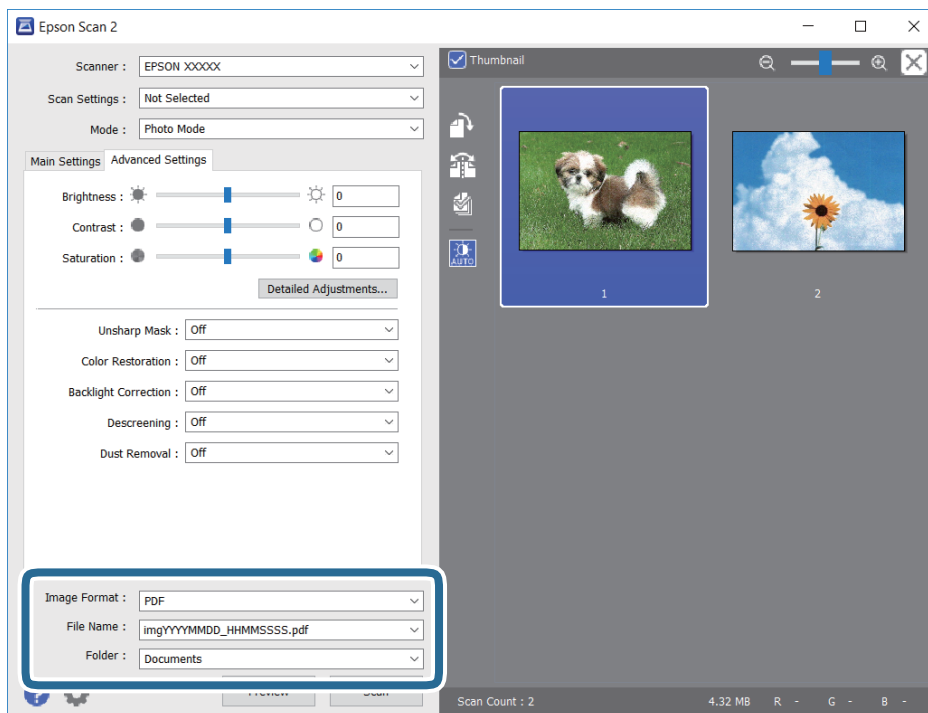 Epson Scan 2
Scanner : EPSON XXXXX
Scan Settings : Not Selected
Mode : Photo Mode
Main Settings Advanced Settings
Brightness : 0
Contrast : 0
Saturation : 0
Detailed Adjustments...
Unsharp Mask : Off
Color Restoration : Off
Backlight Correction : Off
Descreening : Off
Dust Removal : Off
Image Format : PDF
File Name : imgYYYYMMDD_HHMMSSSS.pdf
Folder : Documents
? Preview Scan
Thumbnail
AUTO
1 2
Scan Count : 2 4.32 MB R - G - B -